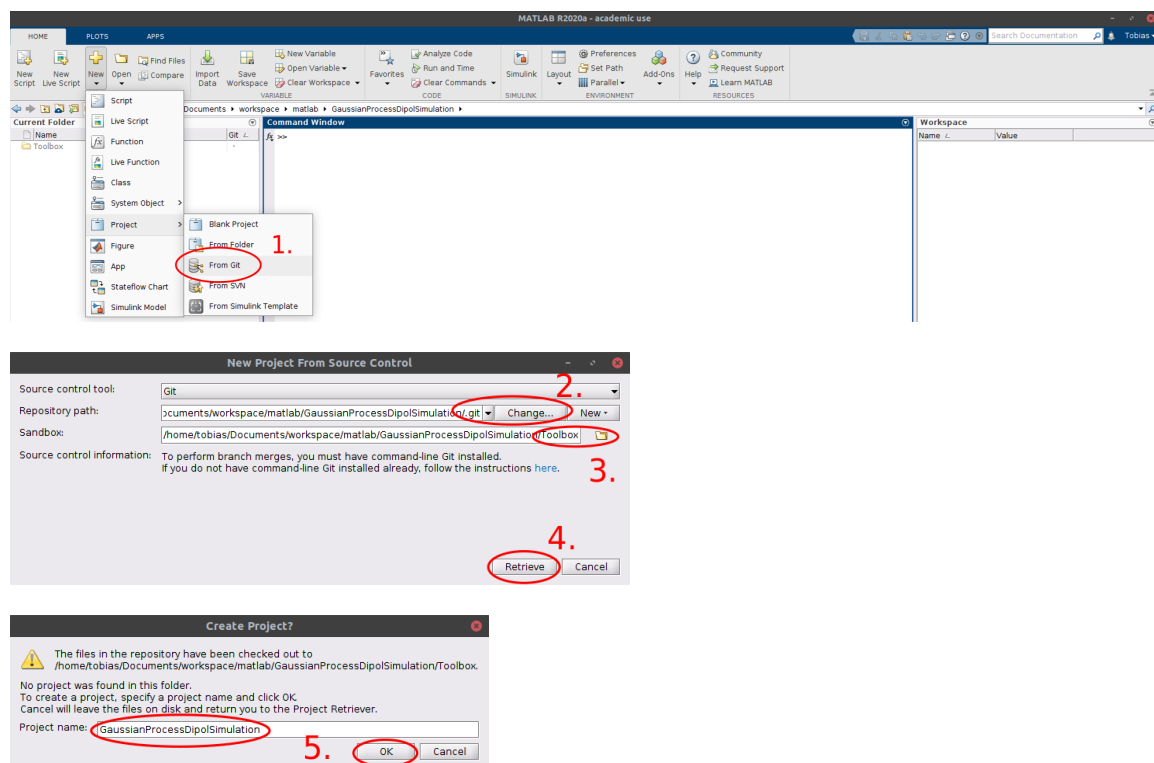 MATLAB R2020a - academic use
HOME PLOTS APPS
Search Documentation Tobias
New Script
New Live Script
New
Open
Find Files
Compare
Import Data
Save Workspace
New Variable
Open Variable
Clear Workspace
Favorites
Analyze Code
Run and Time
Clear Commands
Simulink
Layout
Preferences
Set Path
Parallel
Add-Ons
Help
Community
Request Support
Learn MATLAB
VARIABLE CODE SIMULINK ENVIRONMENT RESOURCES
Documents workspace matlab GaussianProcessDipolSimulation
Current Folder
Name Git
Toolbox
Command Window
fx >>
Workspace
Name Value
Script
Live Script
Function
Live Function
Class
System Object
Project
Figure
App
Stateflow Chart
Simulink Model
Blank Project
From Folder
1.
From Git
From SVN
From Simulink Template
New Project From Source Control
2.
Source control tool: Git
Repository path: ocuments/workspace/matlab/GaussianProcessDipolSimulation/.git Change... New
Sandbox: /home/tobias/Documents/workspace/matlab/GaussianProcessDipolSimulation/Toolbox
3.
Source control information: To perform branch merges, you must have command-line Git installed.
If you do not have command-line Git installed already, follow the instructions here.
4.
Retrieve Cancel
Create Project?
The files in the repository have been checked out to
/home/tobias/Documents/workspace/matlab/GaussianProcessDipolSimulation/Toolbox.
No project was found in this folder.
To create a project, specify a project name and click OK.
Cancel will leave the files on disk and return you to the Project Retriever.
Project name: GaussianProcessDipolSimulation
5.
OK Cancel